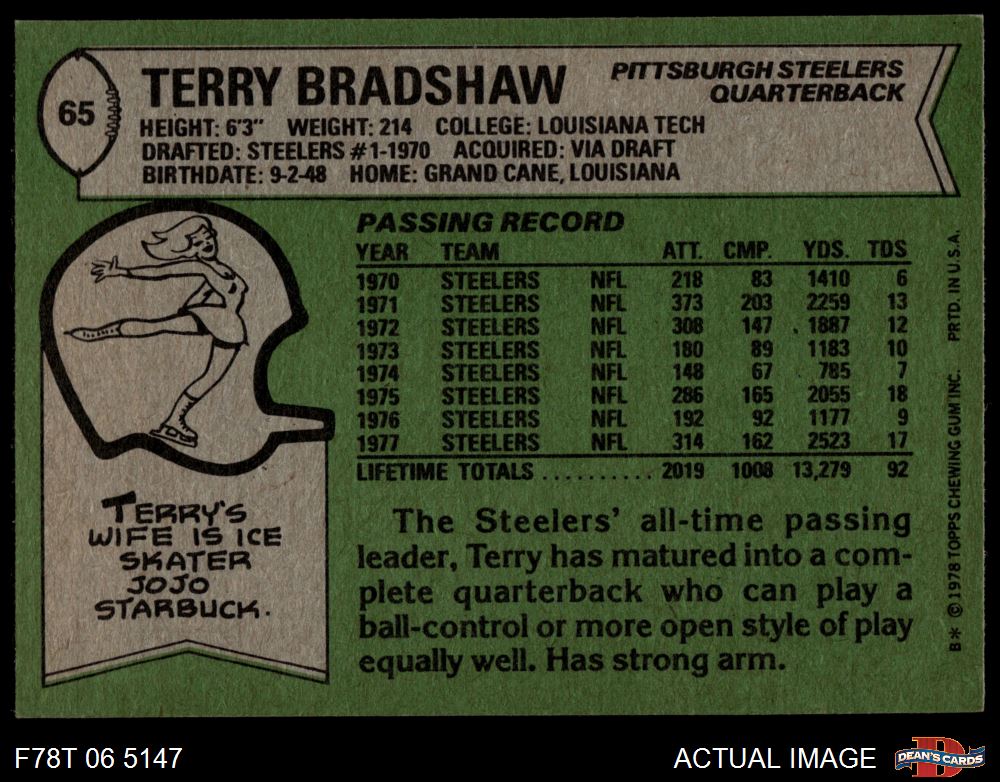 65
TERRY BRADSHAW
PITTSBURGH STEELERS
QUARTERBACK
HEIGHT: 6'3" WEIGHT: 214 COLLEGE: LOUISIANA TECH
DRAFTED: STEELERS #1-1970 ACQUIRED: VIA DRAFT
BIRTHDATE: 9-2-48 HOME: GRAND CANE, LOUISIANA
PASSING RECORD
YEAR TEAM ATT. CMP. YDS. TDS
1970 STEELERS NFL 218 83 1410 6
1971 STEELERS NFL 373 203 2259 13
1972 STEELERS NFL 308 147 1887 12
1973 STEELERS NFL 180 89 1183 10
1974 STEELERS NFL 148 67 785 7
1975 STEELERS NFL 286 165 2055 18
1976 STEELERS NFL 192 92 1177 9
1977 STEELERS NFL 314 162 2523 17
LIFETIME TOTALS .......... 2019 1008 13,279 92
TERRY'S
WIFE IS ICE
SKATER
JOJO
STARBUCK.
The Steelers' all-time passing
leader, Terry has matured into a com-
plete quarterback who can play a
ball-control or more open style of play
equally well. Has strong arm.
B* © 1978 TOPPS CHEWING GUM INC. PRTD. IN U.S.A.
F78T 06 5147
ACTUAL IMAGE
D
DEAN'S CARDS